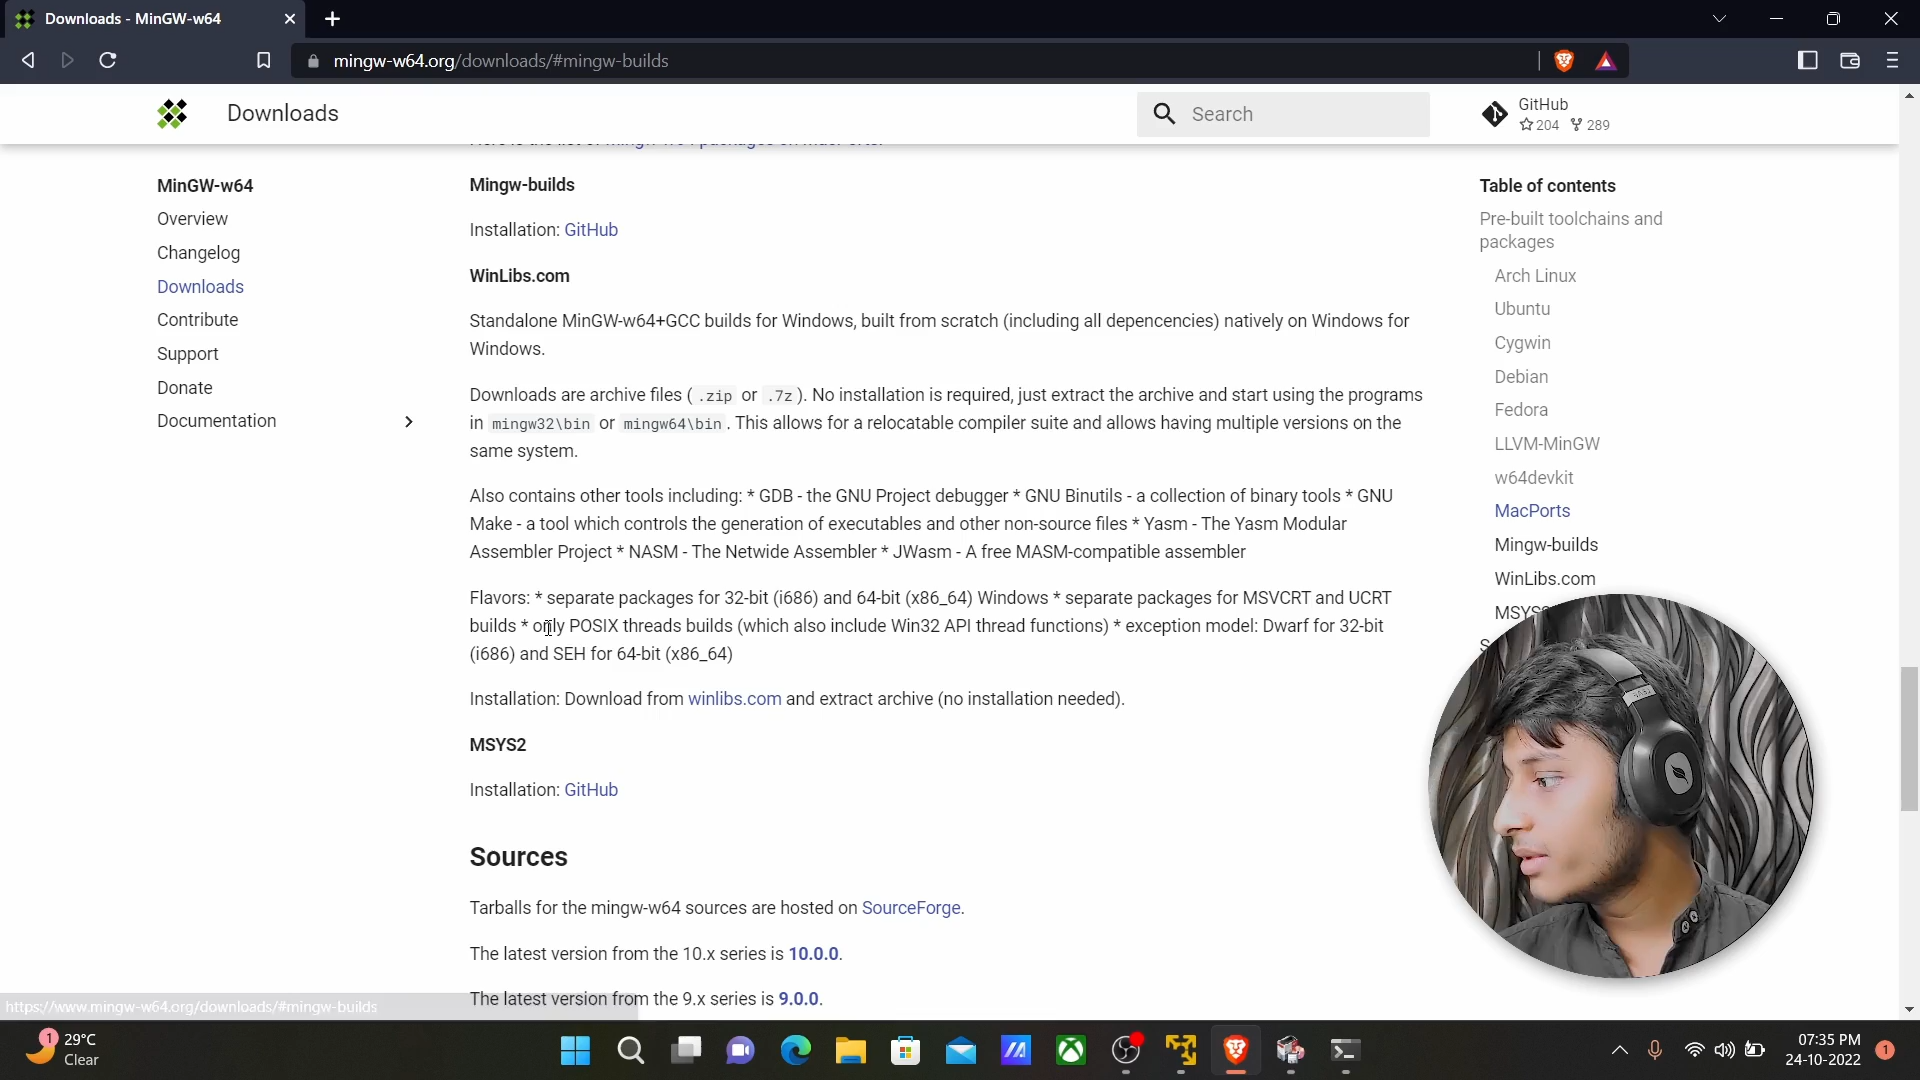 Downloads - MinGW-w64
mingw-w64.org/downloads/#mingw-builds
Downloads
Search
GitHub
204 289
MinGW-w64
Overview
Changelog
Downloads
Contribute
Support
Donate
Documentation
Mingw-builds
Installation: GitHub
WinLibs.com
Standalone MinGW-w64+GCC builds for Windows, built from scratch (including all depencencies) natively on Windows for
Windows.
Downloads are archive files ( .zip or .7z ). No installation is required, just extract the archive and start using the programs
in mingw32\bin or mingw64\bin . This allows for a relocatable compiler suite and allows having multiple versions on the
same system.
Also contains other tools including: * GDB - the GNU Project debugger * GNU Binutils - a collection of binary tools * GNU
Make - a tool which controls the generation of executables and other non-source files * Yasm - The Yasm Modular
Assembler Project * NASM - The Netwide Assembler * JWasm - A free MASM-compatible assembler
Flavors: * separate packages for 32-bit (i686) and 64-bit (x86_64) Windows * separate packages for MSVCRT and UCRT
builds * only POSIX threads builds (which also include Win32 API thread functions) * exception model: Dwarf for 32-bit
(i686) and SEH for 64-bit (x86_64)
Installation: Download from winlibs.com and extract archive (no installation needed).
MSYS2
Installation: GitHub
Sources
Tarballs for the mingw-w64 sources are hosted on SourceForge.
The latest version from the 10.x series is 10.0.0.
The latest version from the 9.x series is 9.0.0.
Table of contents
Pre-built toolchains and
packages
Arch Linux
Ubuntu
Cygwin
Debian
Fedora
LLVM-MinGW
w64devkit
MacPorts
Mingw-builds
WinLibs.com
https://www.mingw-w64.org/downloads/#mingw-builds
1
29°C
Clear
07:35 PM
24-10-2022
1